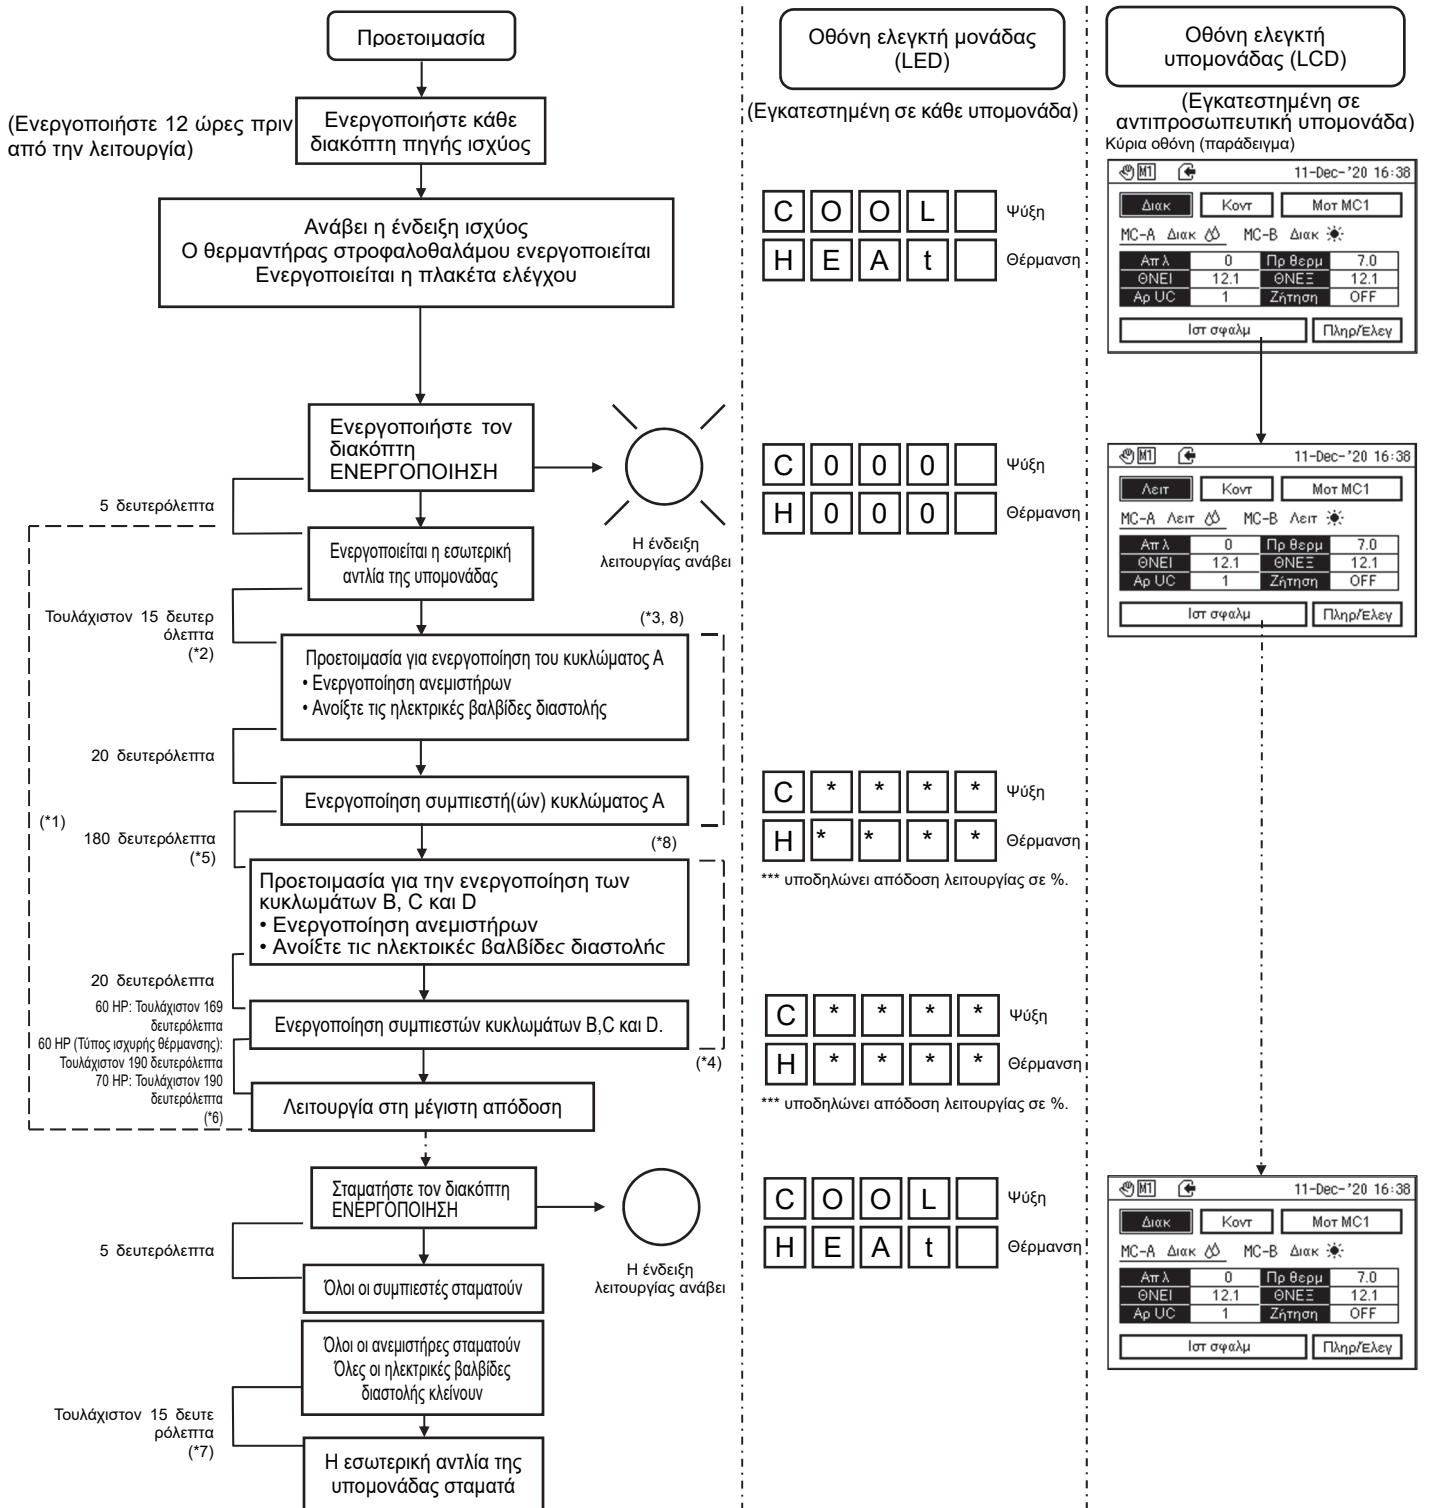 Προετοιμασία
(Ενεργοποιήστε 12 ώρες πριν
από την λειτουργία)
Ενεργοποιήστε κάθε
διακόπτη πηγής ισχύος
Ανάβει η ένδειξη ισχύος
Ο θερμαντήρας στροφαλοθαλάμου ενεργοποιείται
Ενεργοποιείται η πλακέτα ελέγχου
Ενεργοποιήστε τον
διακόπτη
ΕΝΕΡΓΟΠΟΙΗΣΗ
Η ένδειξη
λειτουργίας ανάβει
5 δευτερόλεπτα
Ενεργοποιείται η εσωτερική
αντλία της υπομονάδας
Τουλάχιστον 15 δευτερ
όλεπτα
(*2)
(*3, 8)
Προετοιμασία για ενεργοποίηση του κυκλώματος A
• Ενεργοποίηση ανεμιστήρων
• Ανοίξτε τις ηλεκτρικές βαλβίδες διαστολής
20 δευτερόλεπτα
Ενεργοποίηση συμπιεστή(ών) κυκλώματος A
(*1)
180 δευτερόλεπτα
(*5)
(*8)
Προετοιμασία για την ενεργοποίηση των
κυκλωμάτων B, C και D
• Ενεργοποίηση ανεμιστήρων
• Ανοίξτε τις ηλεκτρικές βαλβίδες διαστολής
20 δευτερόλεπτα
Ενεργοποίηση συμπιεστών κυκλωμάτων B,C και D.
(*4)
60 HP: Τουλάχιστον 169
δευτερόλεπτα
60 HP (Τύπος ισχυρής θέρμανσης):
Τουλάχιστον 190 δευτερόλεπτα
70 HP: Τουλάχιστον 190
δευτερόλεπτα
(*6)
Λειτουργία στη μέγιστη απόδοση
Σταματήστε τον διακόπτη
ΕΝΕΡΓΟΠΟΙΗΣΗ
Η ένδειξη
λειτουργίας ανάβει
5 δευτερόλεπτα
Όλοι οι συμπιεστές σταματούν
Όλοι οι ανεμιστήρες σταματούν
Όλες οι ηλεκτρικές βαλβίδες
διαστολής κλείνουν
Τουλάχιστον 15 δευτε
ρόλεπτα
(*7)
Η εσωτερική αντλία της
υπομονάδας σταματά
Οθόνη ελεγκτή μονάδας
(LED)
(Εγκατεστημένη σε κάθε υπομονάδα)
C O O L Ψύξη
H E A t Θέρμανση
C 0 0 0 Ψύξη
H 0 0 0 Θέρμανση
C * * * * Ψύξη
H * * * * Θέρμανση
*** υποδηλώνει απόδοση λειτουργίας σε %.
C * * * * Ψύξη
H * * * * Θέρμανση
*** υποδηλώνει απόδοση λειτουργίας σε %.
C O O L Ψύξη
H E A t Θέρμανση
Οθόνη ελεγκτή
υπομονάδας (LCD)
(Εγκατεστημένη σε
αντιπροσωπευτική υπομονάδα)
Κύρια οθόνη (παράδειγμα)
M1 11-Dec-'20 16:38
Διακ Κοντ Μοτ MC1
MC-A Διακ MC-B Διακ
Απ λ 0 Πρ θερμ 7.0
ΘΝΕΙ 12.1 ΘΝΕΞ 12.1
Αρ UC 1 Ζήτηση OFF
Ιστ σφαλμ Πληρ/Έλεγ
M1 11-Dec-'20 16:38
Λειτ Κοντ Μοτ MC1
MC-A Λειτ MC-B Λειτ
Απ λ 0 Πρ θερμ 7.0
ΘΝΕΙ 12.1 ΘΝΕΞ 12.1
Αρ UC 1 Ζήτηση OFF
Ιστ σφαλμ Πληρ/Έλεγ
M1 11-Dec-'20 16:38
Διακ Κοντ Μοτ MC1
MC-A Διακ MC-B Διακ
Απ λ 0 Πρ θερμ 7.0
ΘΝΕΙ 12.1 ΘΝΕΞ 12.1
Αρ UC 1 Ζήτηση OFF
Ιστ σφαλμ Πληρ/Έλεγ